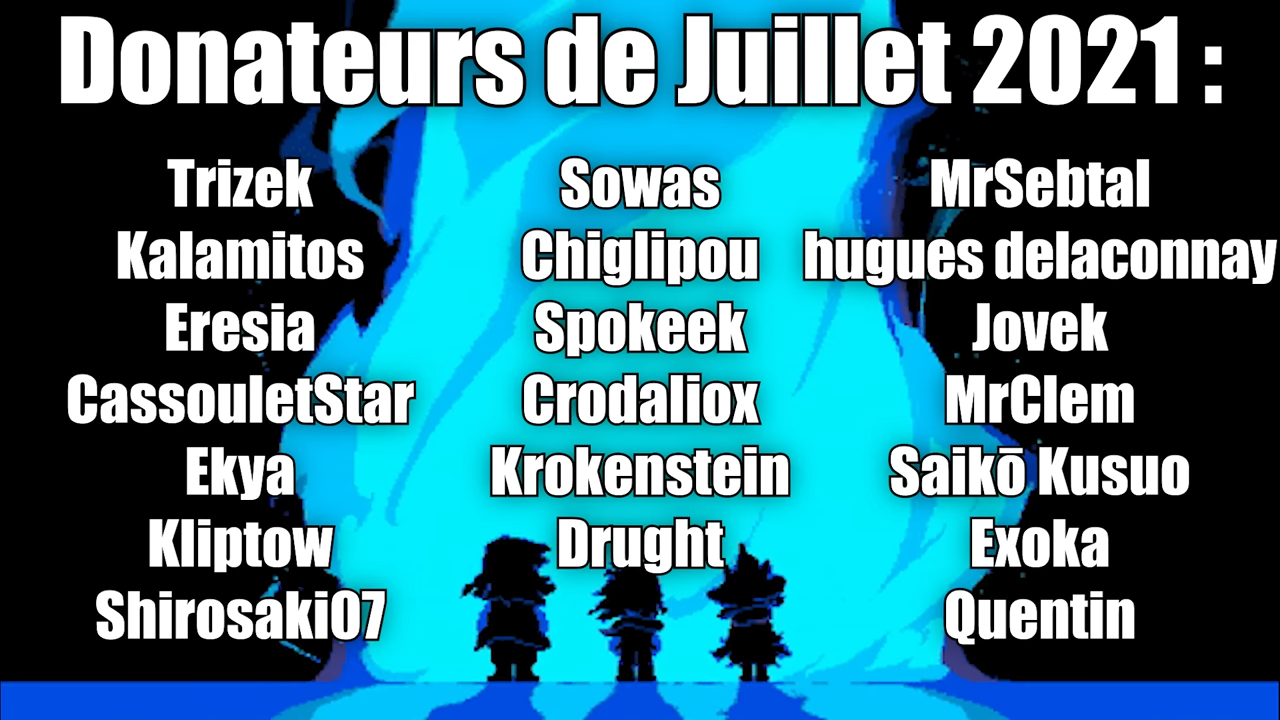 Donateurs de Juillet 2021 :
Trizek
Kalamitos
Eresia
CassouletStar
Ekya
Kliptow
Shirosaki07
Sowas
Chiglipou
Spokeek
Crodaliox
Krokenstein
Drught
MrSebtal
hugues delaconnay
Jovek
MrClem
Saikō Kusuo
Exoka
Quentin